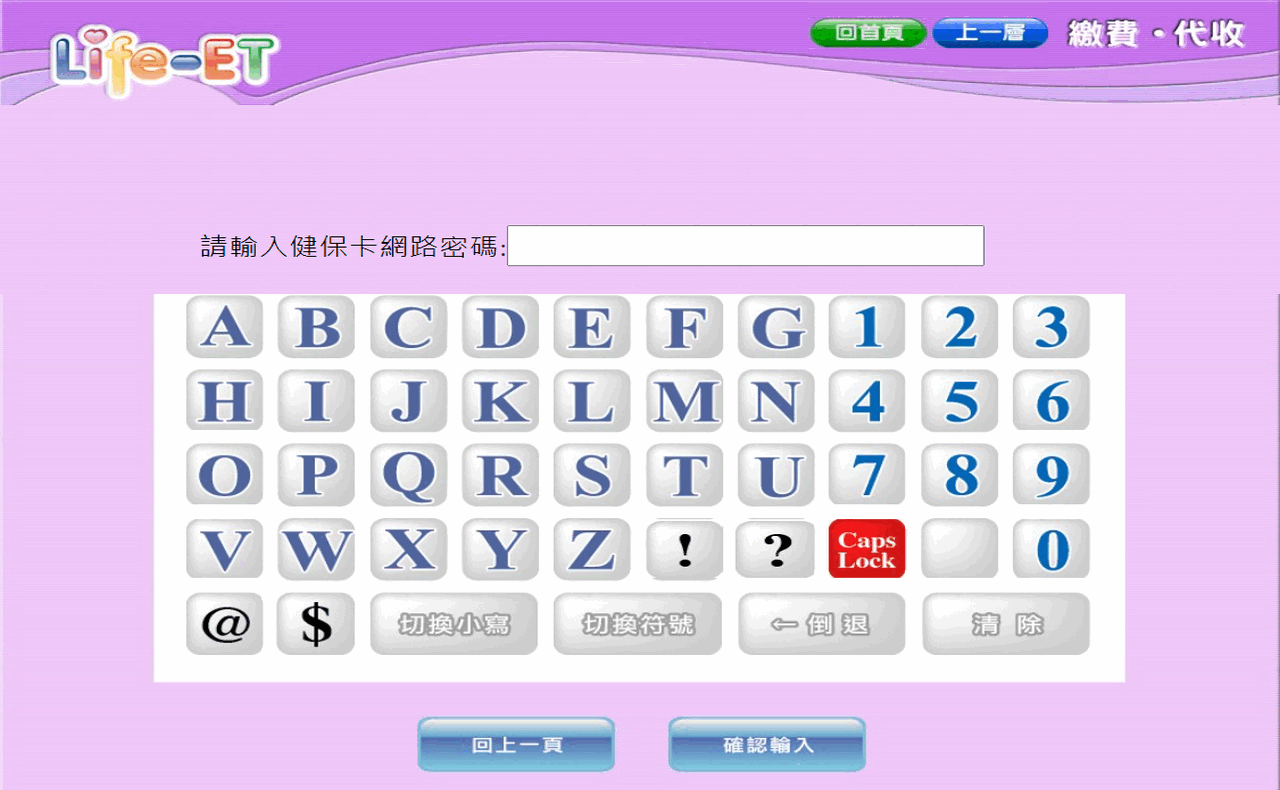 Life-ET
回首頁 上一層 繳費・代收
請輸入健保卡網路密碼:
A B C D E F G 1 2 3
H I J K L M N 4 5 6
O P Q R S T U 7 8 9
V W X Y Z ! ? Caps Lock 0
@ $ 切換小寫 切換符號 ←倒退 清除
回上一頁 確認輸入